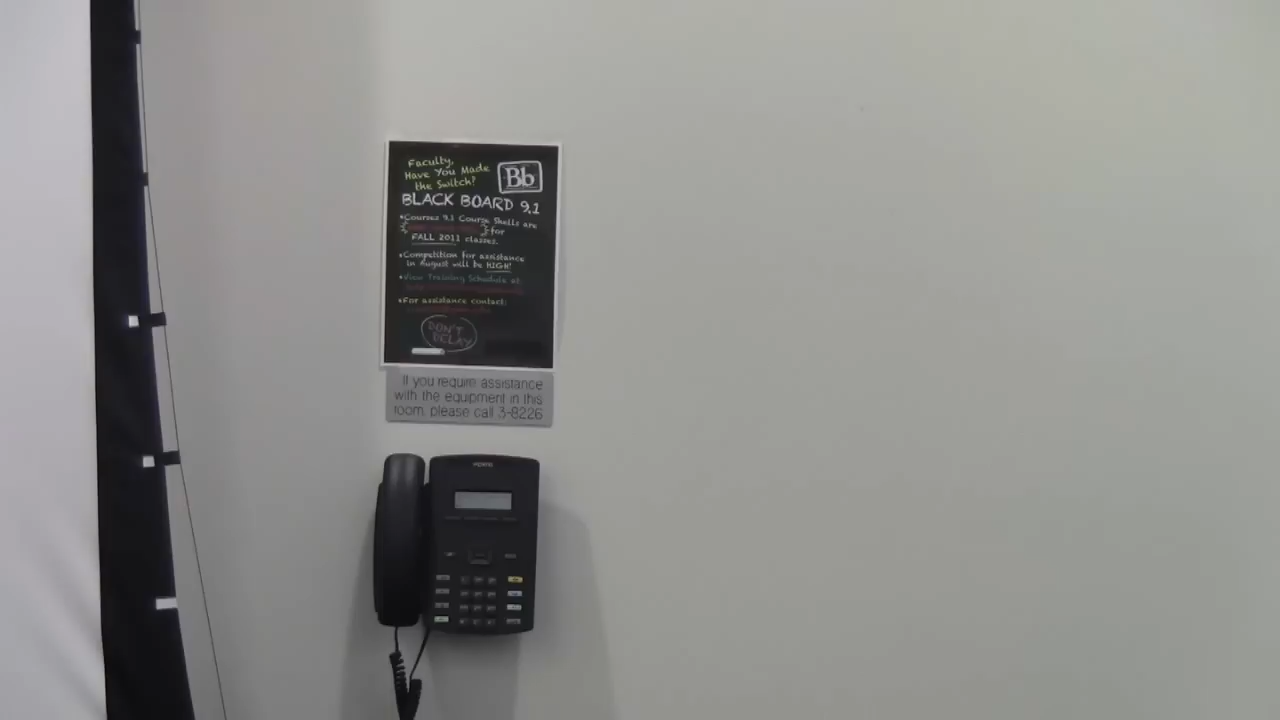 Faculty,
Have You Made
the Switch?
Bb
BLACK BOARD 9.1
•Courses 9.1 Course Shells are
for
FALL 2011 classes.
•Competition for assistance
in August will be HIGH!
•View Training Schedule at:
•For assistance contact:
DON'T
DELAY
If you require assistance
with the equipment in this
room, please call 3-8226